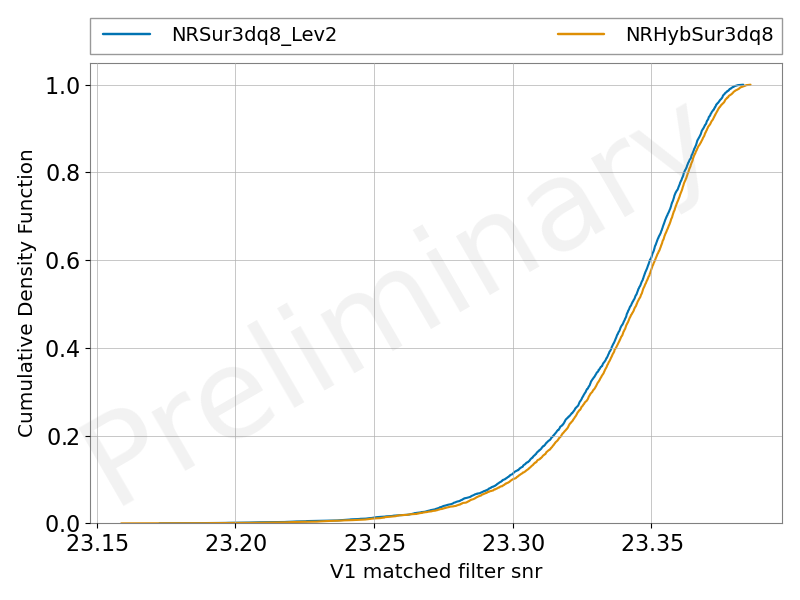 NRSur3dq8_Lev2 NRHybSur3dq8
1.0
0.8
0.6
0.4
0.2
0.0
Cumulative Density Function
Preliminary
23.15 23.20 23.25 23.30 23.35
V1 matched filter snr